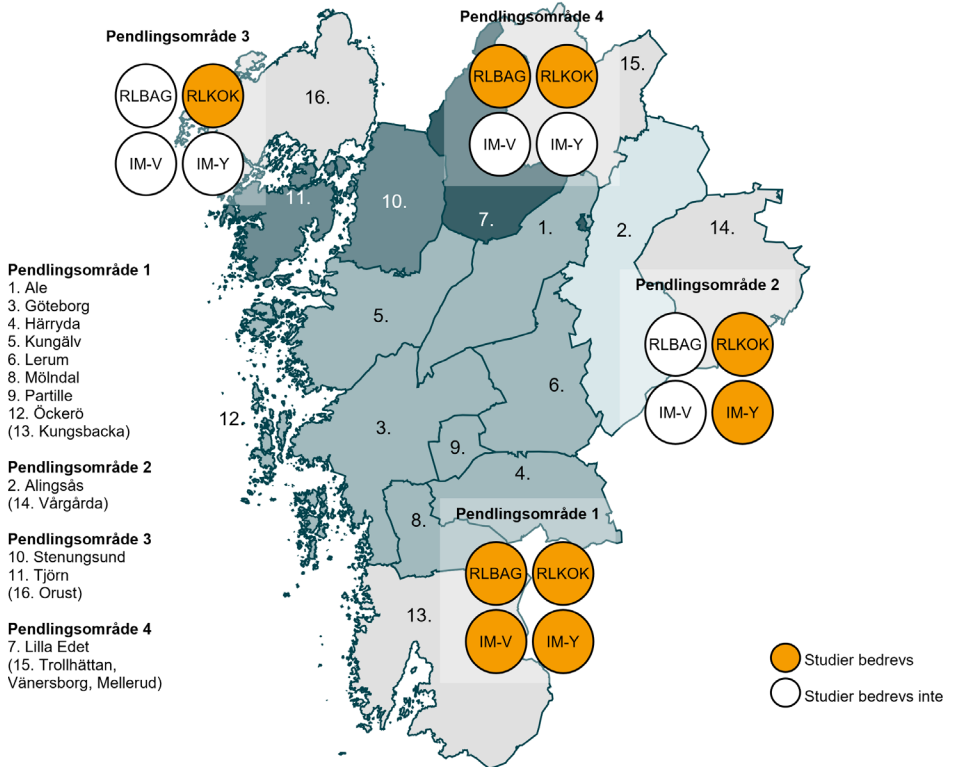 Pendlingsområde 4
Pendlingsområde 3
RLBAG
RLKOK
IM-V
IM-Y
RLBAG
RLKOK
IM-V
IM-Y
16.
15.
11.
10.
7.
1.
2.
14.
Pendlingsområde 2
RLBAG
RLKOK
IM-V
IM-Y
5.
6.
12.
3.
9.
4.
8.
Pendlingsområde 1
RLBAG
RLKOK
IM-V
IM-Y
13.
Pendlingsområde 1
1. Ale
3. Göteborg
4. Härryda
5. Kungälv
6. Lerum
8. Mölndal
9. Partille
12. Öckerö
(13. Kungsbacka)
Pendlingsområde 2
2. Alingsås
(14. Vårgårda)
Pendlingsområde 3
10. Stenungsund
11. Tjörn
(16. Orust)
Pendlingsområde 4
7. Lilla Edet
(15. Trollhättan,
Vänersborg, Mellerud)
Studier bedrevs
Studier bedrevs inte